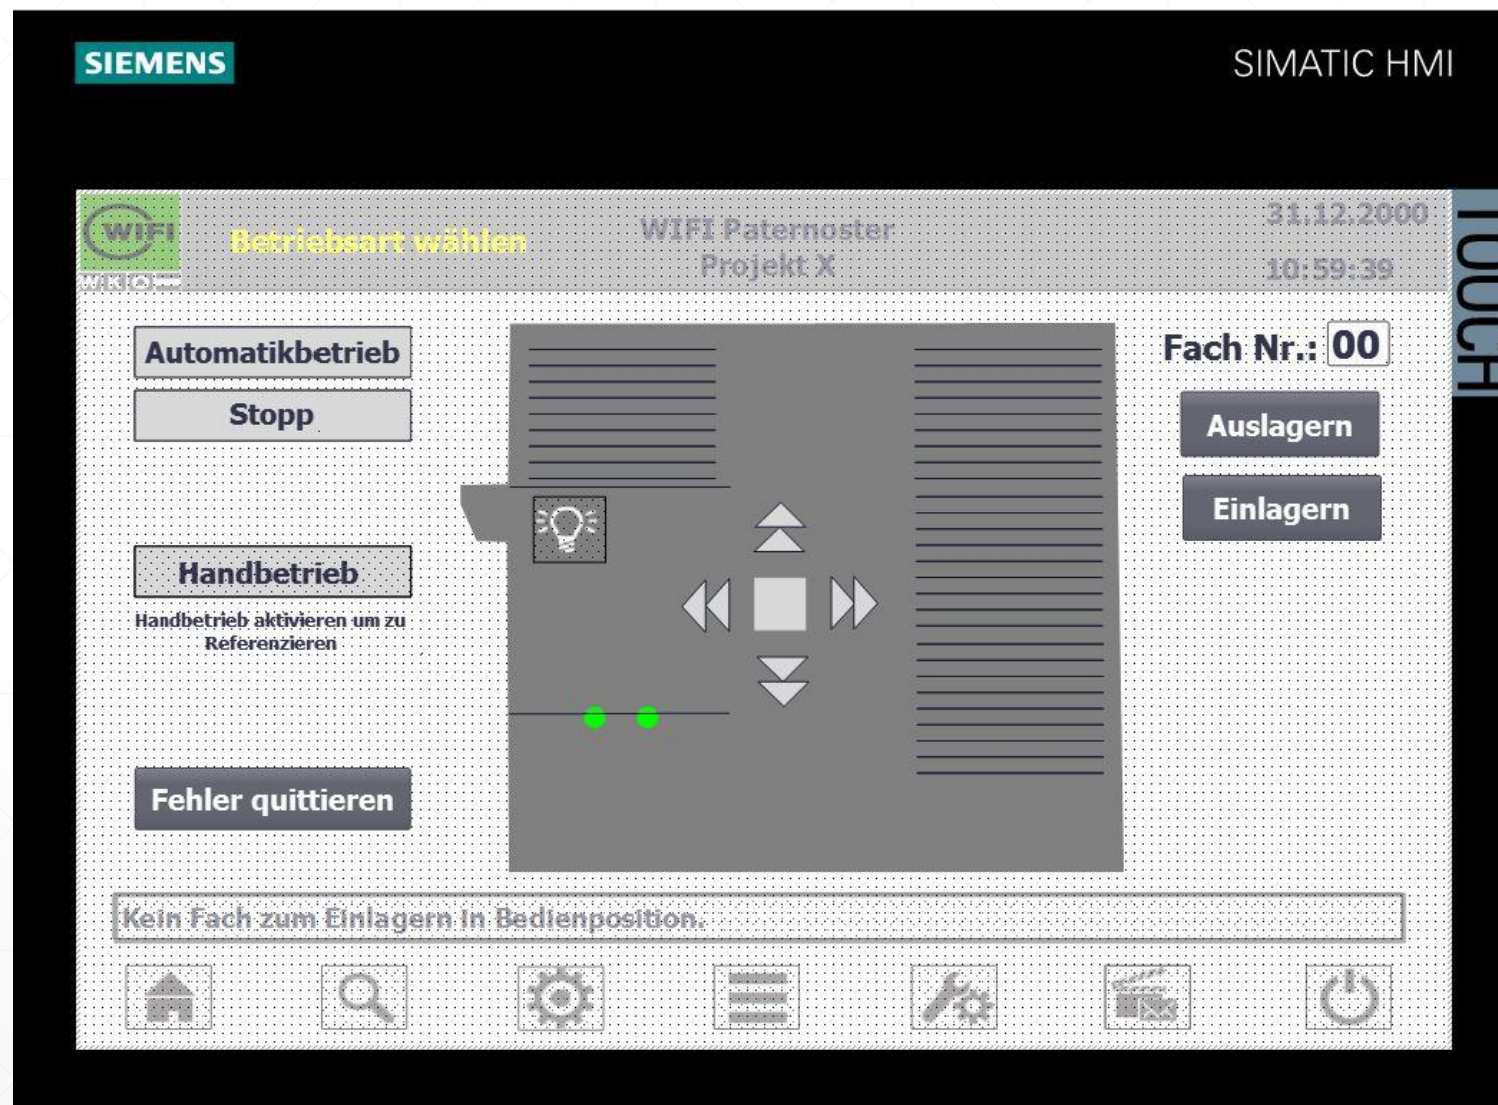 SIEMENS
SIMATIC HMI
TOUCH
WIFI
WKO
Betriebsart wählen
WIFI Paternoster
Projekt X
31.12.2000
10:59:39
Automatikbetrieb
Stopp
Handbetrieb
Handbetrieb aktivieren um zu
Referenzieren
Fehler quittieren
Fach Nr.: 00
Auslagern
Einlagern
Kein Fach zum Einlagern in Bedienposition.